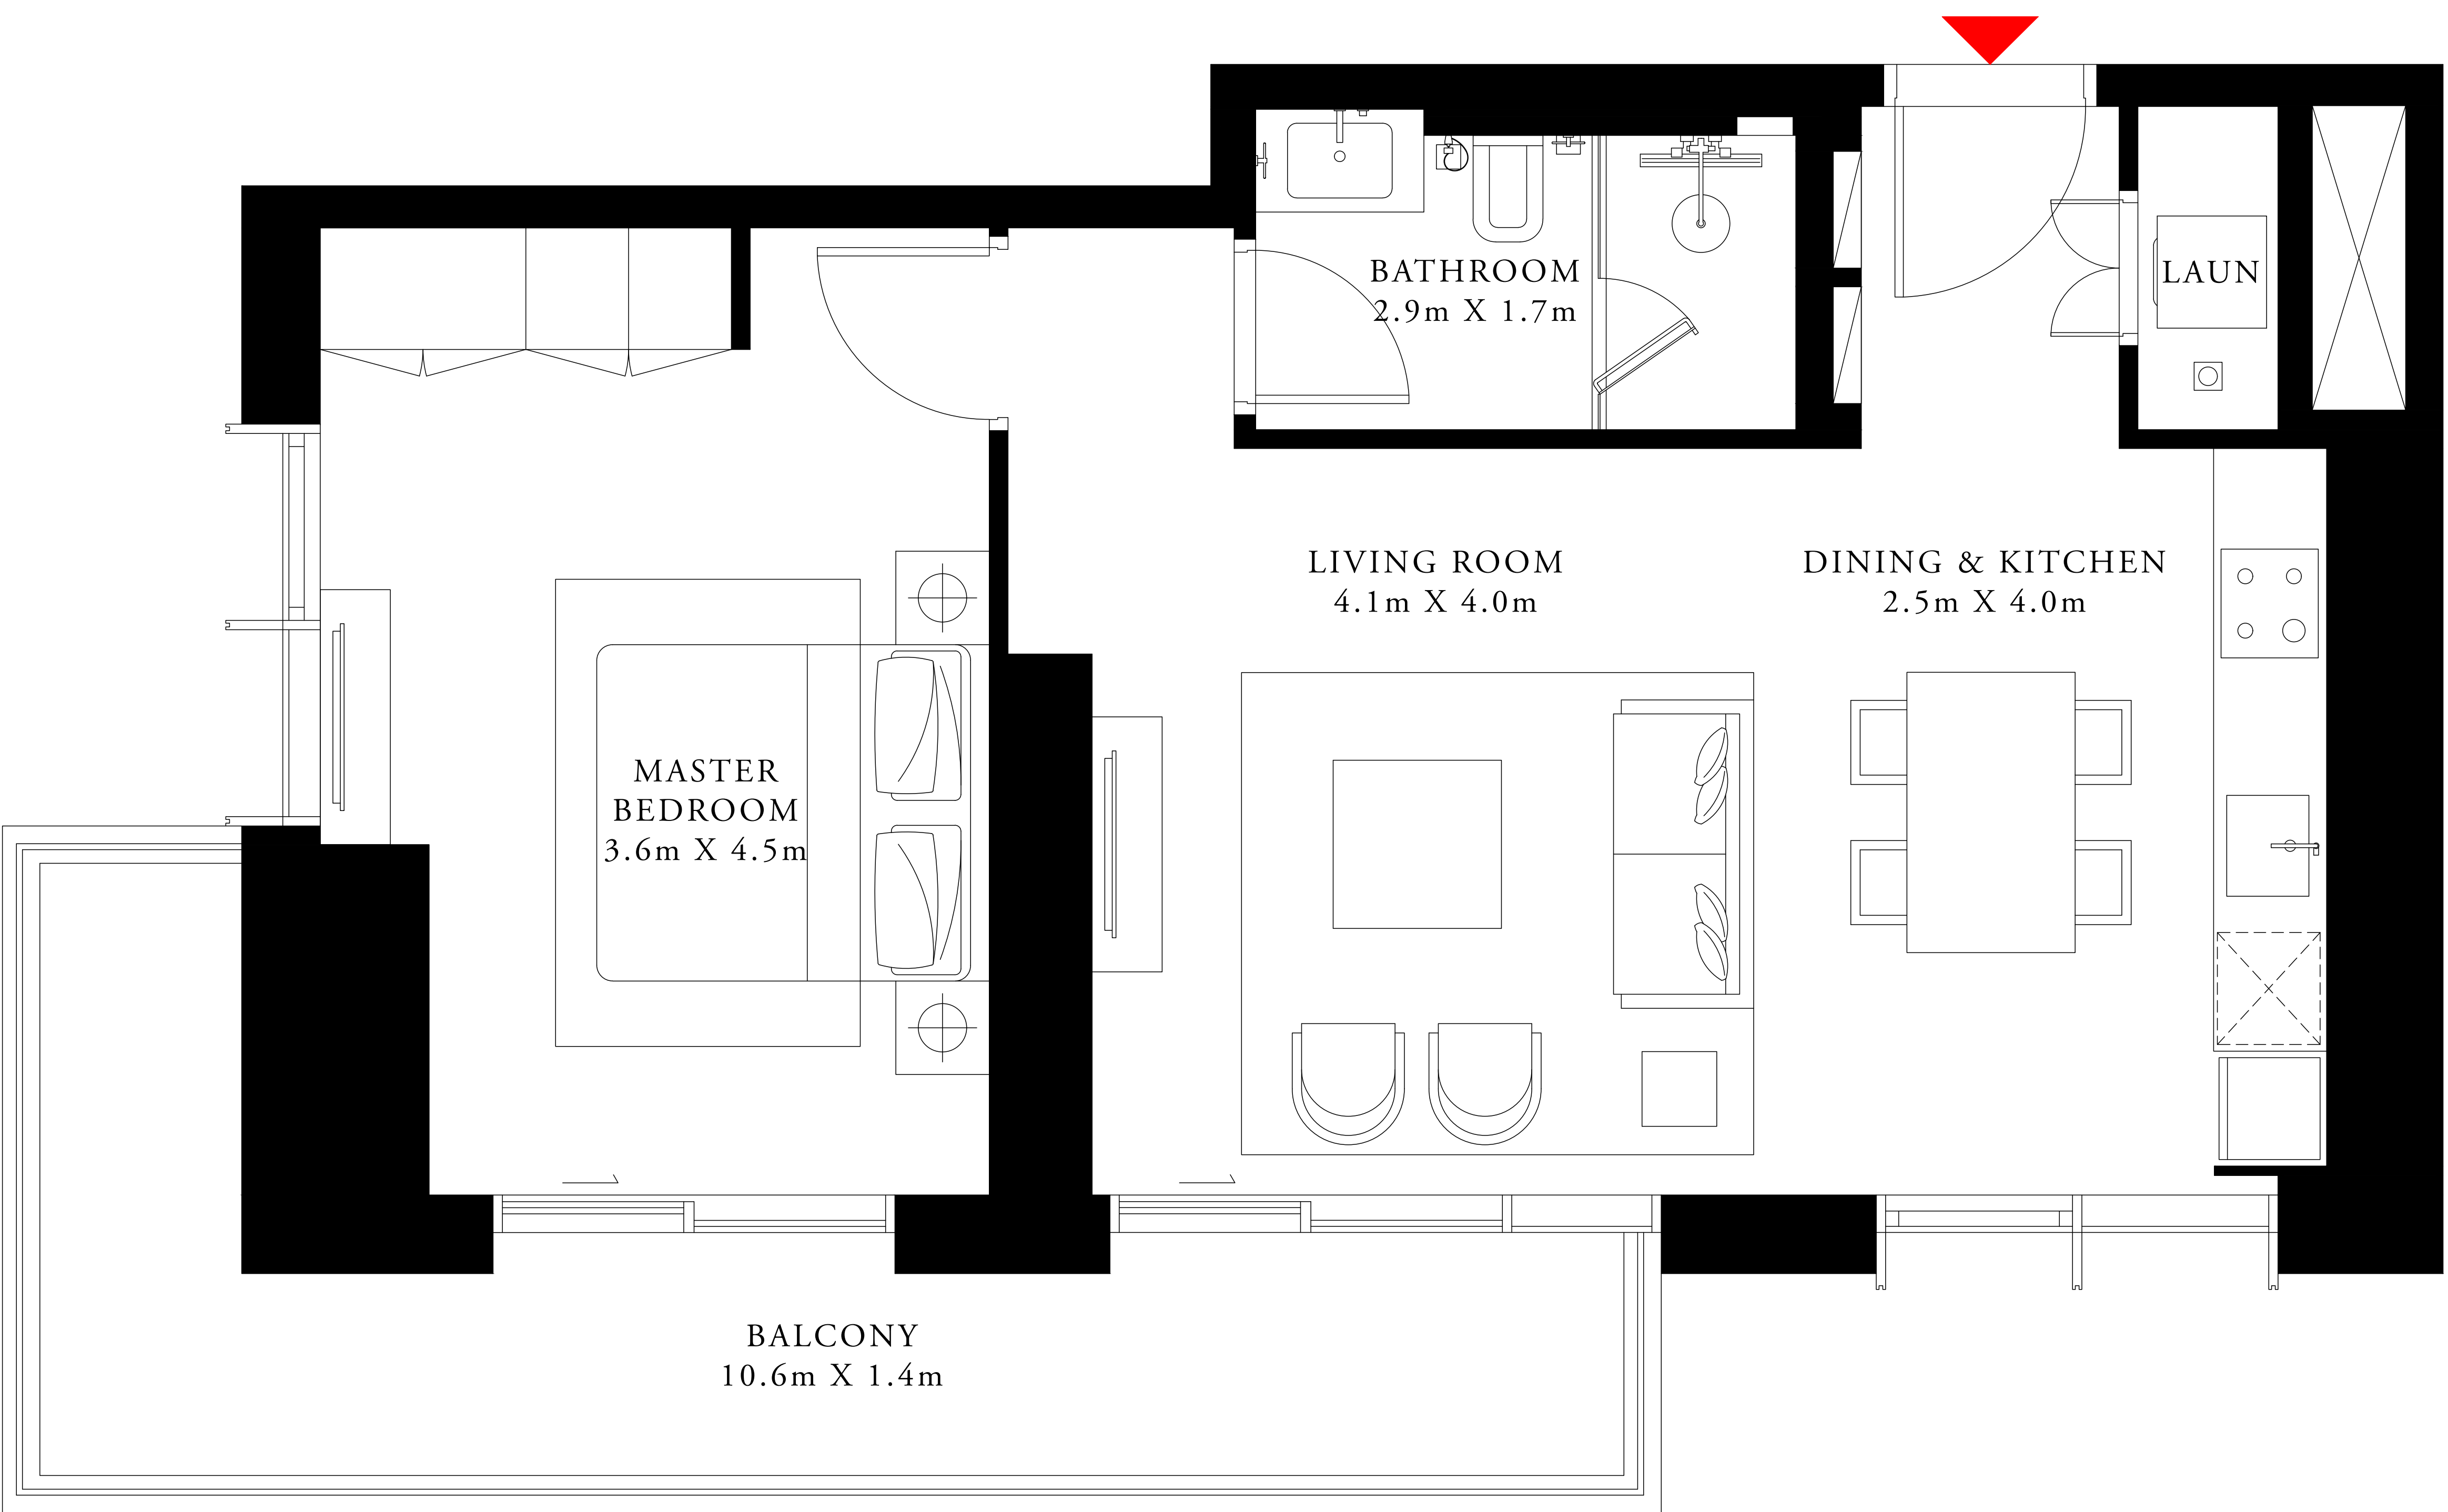 BATHROOM
2.9m X 1.7m
LAUN
LIVING ROOM
4.1m X 4.0m
DINING & KITCHEN
2.5m X 4.0m
MASTER
BEDROOM
3.6m X 4.5m
BALCONY
10.6m X 1.4m